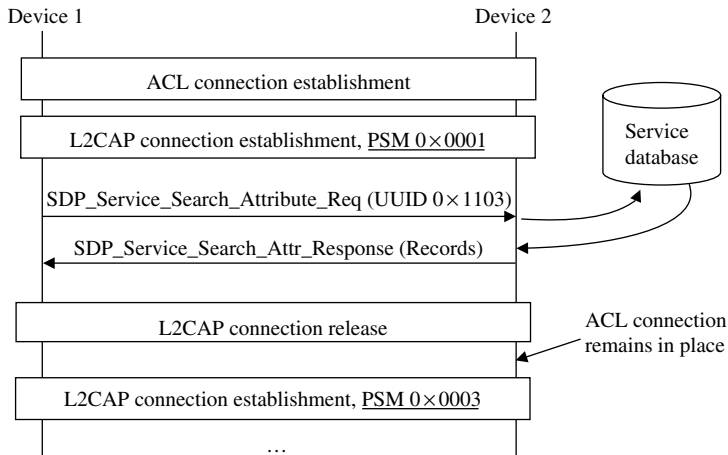 Device 1
Device 2
ACL connection establishment
L2CAP connection establishment, PSM 0×0001
Service
database
SDP_Service_Search_Attribute_Req (UUID 0×1103)
SDP_Service_Search_Attr_Response (Records)
L2CAP connection release
ACL connection
remains in place
L2CAP connection establishment, PSM 0×0003
…